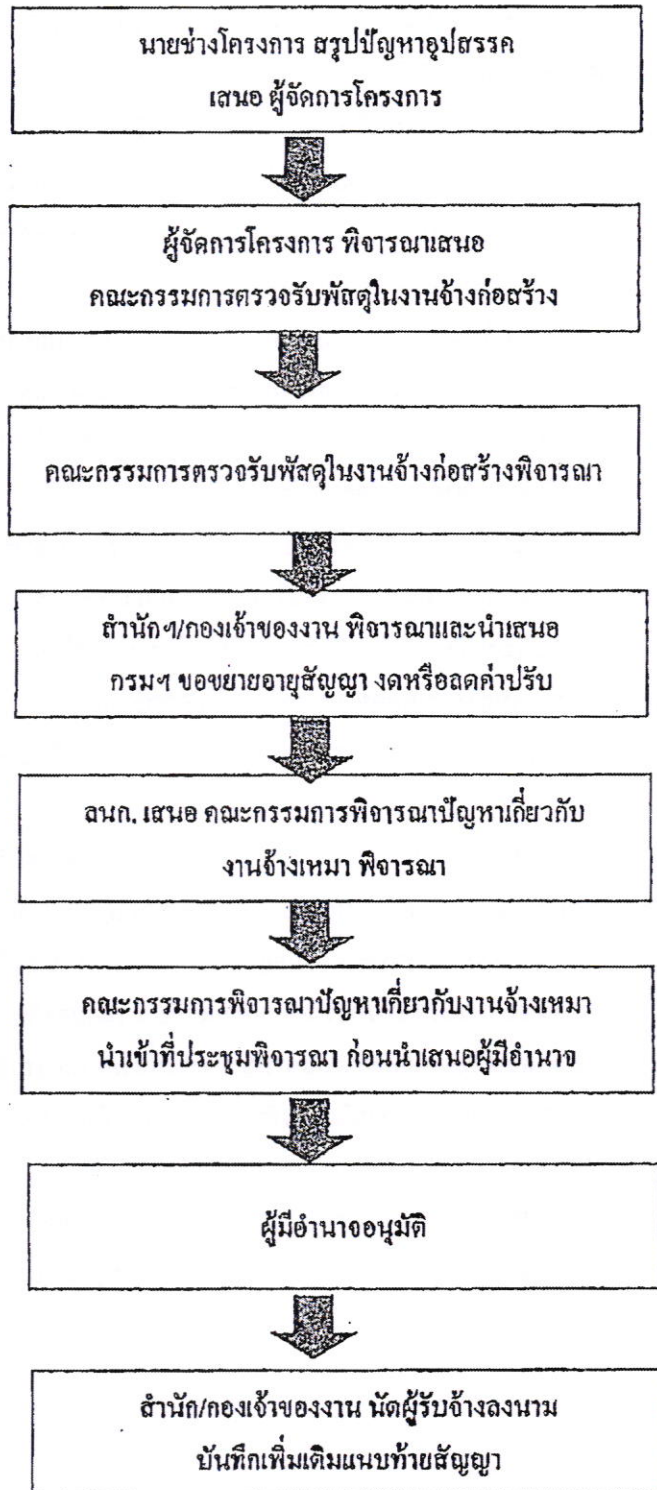 นายช่างโครงการ สรุปปัญหาอุปสรรค
เสนอ ผู้จัดการโครงการ
ผู้จัดการโครงการ พิจารณาเสนอ
คณะกรรมการตรวจรับพัสดุในงานจ้างก่อสร้าง
คณะกรรมการตรวจรับพัสดุในงานจ้างก่อสร้างพิจารณา
สำนักฯ/กองเจ้าของงาน พิจารณาและนำเสนอ
กรมฯ ขอขยายอายุสัญญา งดหรือลดค่าปรับ
ลนก. เสนอ คณะกรรมการพิจารณาปัญหาเกี่ยวกับ
งานจ้างเหมา พิจารณา
คณะกรรมการพิจารณาปัญหาเกี่ยวกับงานจ้างเหมา
นำเข้าที่ประชุมพิจารณา ก่อนนำเสนอผู้มีอำนาจ
ผู้มีอำนาจอนุมัติ
สำนัก/กองเจ้าของงาน นัดผู้รับจ้างลงนาม
บันทึกเพิ่มเติมแนบท้ายสัญญา